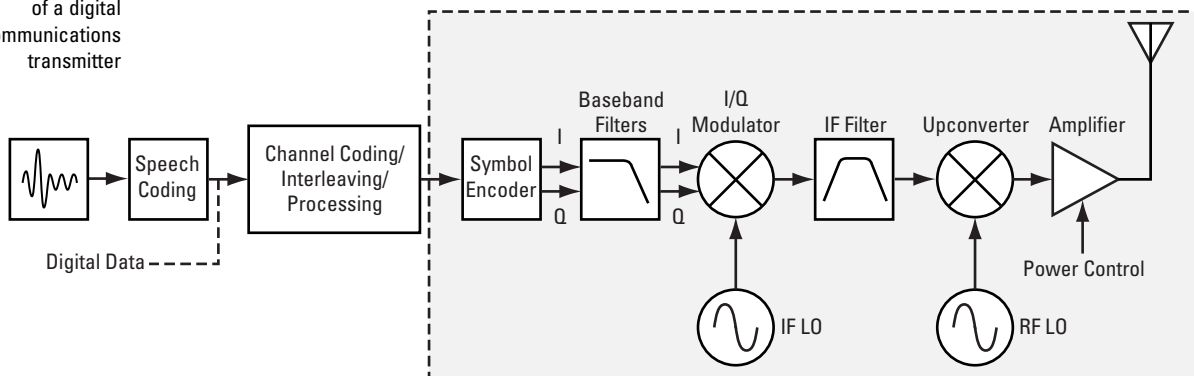 of a digital
transmitter
Speech
Coding
Digital Data
Channel Coding/
Interleaving/
Processing
Symbol
Encoder
I
Q
Baseband
Filters
I
Q
I/Q
Modulator
IF LO
IF Filter
Upconverter
RF LO
Amplifier
Power Control